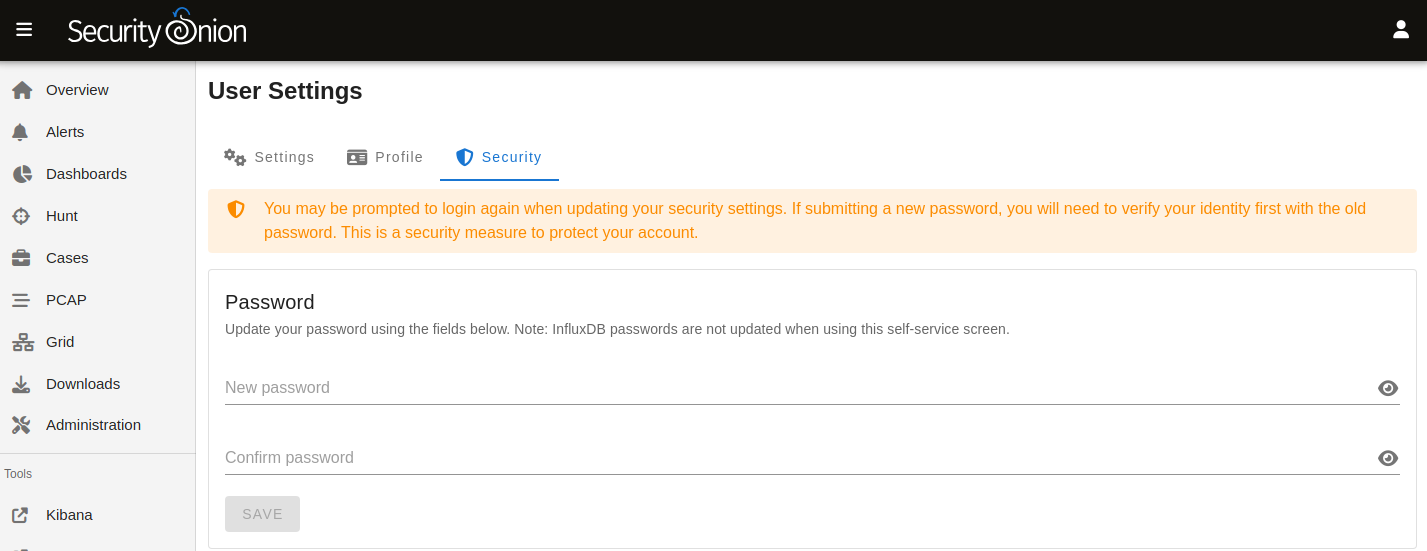 Security Onion
Overview
Alerts
Dashboards
Hunt
Cases
PCAP
Grid
Downloads
Administration
Tools
Kibana
User Settings
Settings
Profile
Security
You may be prompted to login again when updating your security settings. If submitting a new password, you will need to verify your identity first with the old
password. This is a security measure to protect your account.
Password
Update your password using the fields below. Note: InfluxDB passwords are not updated when using this self-service screen.
New password
Confirm password
SAVE